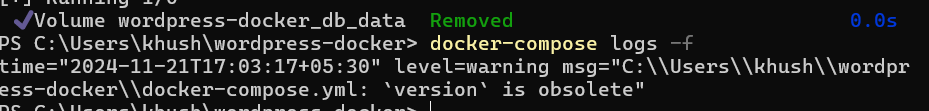 ✔Volume wordpress-docker_db_data  Removed  0.0s
PS C:\Users\khush\wordpress-docker> docker-compose logs -f
time="2024-11-21T17:03:17+05:30" level=warning msg="C:\\Users\\khush\\wordpr
ess-docker\\docker-compose.yml: `version` is obsolete"